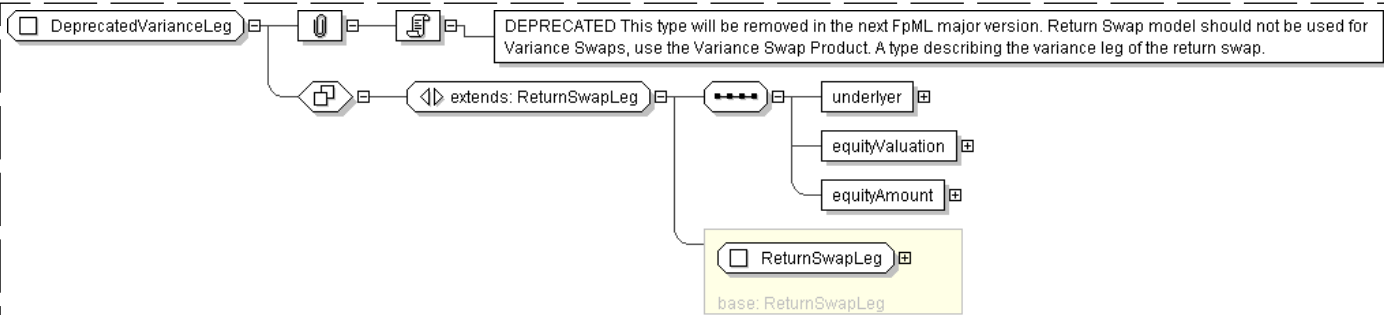 DeprecatedVarianceLeg
DEPRECATED This type will be removed in the next FpML major version. Return Swap model should not be used for
Variance Swaps, use the Variance Swap Product. A type describing the variance leg of the return swap.
extends: ReturnSwapLeg
underlyer
equityValuation
equityAmount
ReturnSwapLeg
base: ReturnSwapLeg